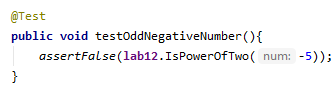 @Test
public void testOddNegativeNumber(){
assertFalse(lab12.IsPowerOfTwo( num: -5));
}